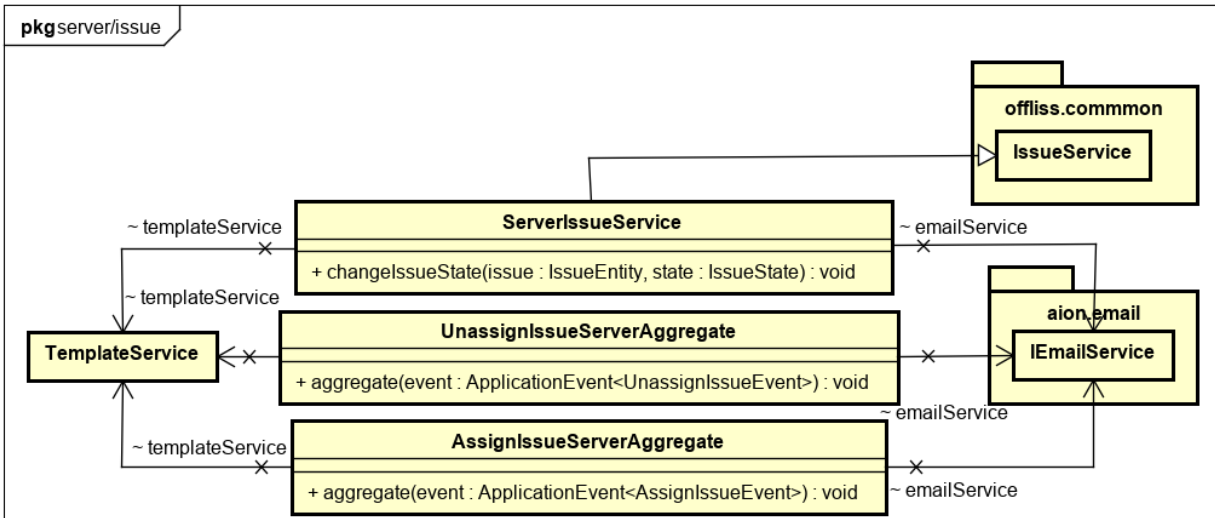 pkg server/issue
offliss.commmon
IssueService
ServerIssueService
~ templateService
~ emailService
+ changeIssueState(issue : IssueEntity, state : IssueState) : void
~ templateService
aion.email
UnassignIssueServerAggregate
TemplateService
IEmailService
+ aggregate(event : ApplicationEvent<UnassignIssueEvent>) : void
~ emailService
AssignIssueServerAggregate
~ templateService
+ aggregate(event : ApplicationEvent<AssignIssueEvent>) : void
~ emailService